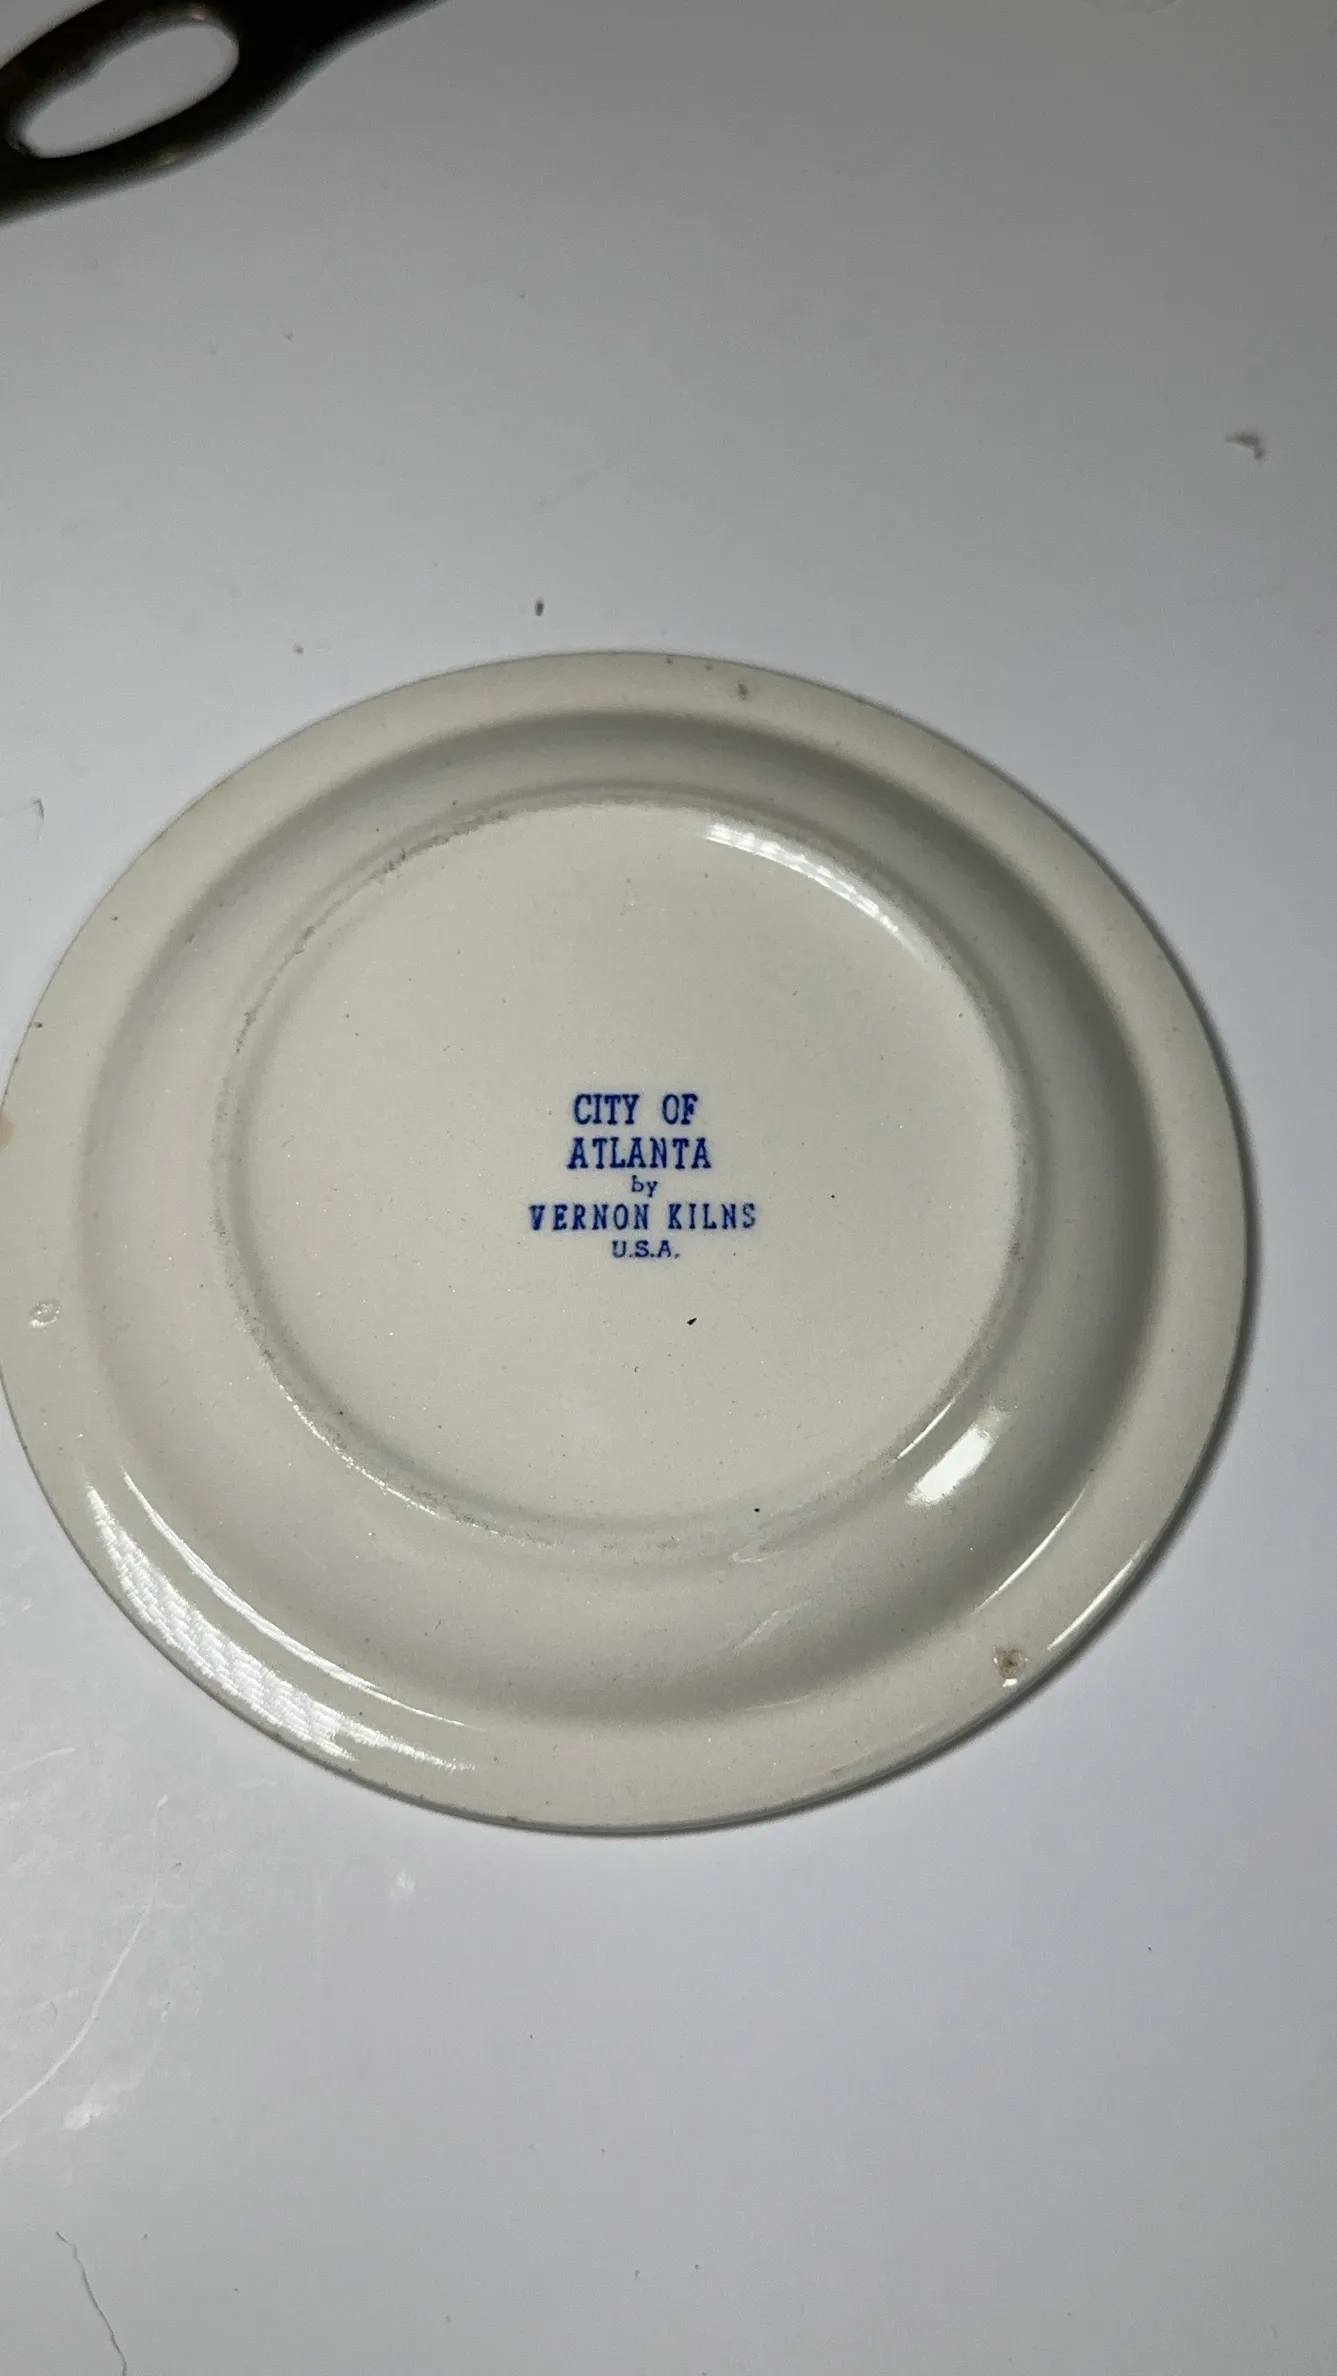 CITY OF
ATLANTA
by
VERNON KILNS
U.S.A.